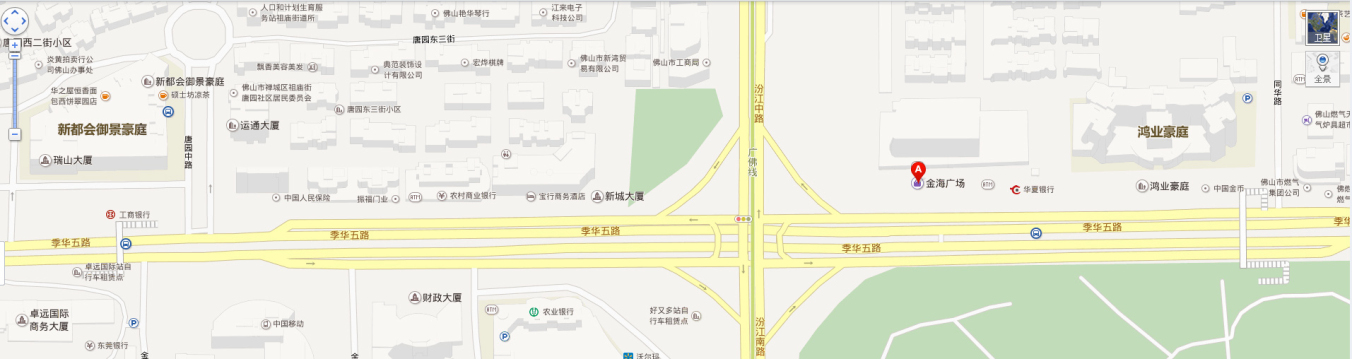 人口和计划生育服
务站祖庙街道所
佛山艳华琴行
江来电子
科技公司
唐园西二街小区
唐园东三街
炎黄拍卖行公
司佛山办事处
飘香美容美发
典范装饰设
计有限公司
宏烨棋牌
佛山市新湾贸
易有限公司
佛山市工商局
卫星
全景
新都会御景豪庭
华之屋恒香面
包西饼翠园店
硕士坊凉茶
佛山市禅城区祖庙街
唐园社区居民委员会
唐园东三街小区
汾江中路
同华路
新都会御景豪庭
运通大厦
鸿业豪庭
佛山燃气天
气炉具超市
瑞山大厦
唐园中路
广佛线
A
金海广场
ATM
华夏银行
鸿业豪庭
中国金币
佛山市燃气
集团公司
中国人民保险
振福门业
ATM
农村商业银行
宝行商务酒店
新城大厦
工商银行
季华五路
季华五路
季华五路
季华五路
季华五路
卓远国际站自
行车租赁点
财政大厦
ATM
农业银行
好又多站自
行车租赁点
卓远国际
商务大厦
中国移动
汾江南路
东莞银行
沃尔玛